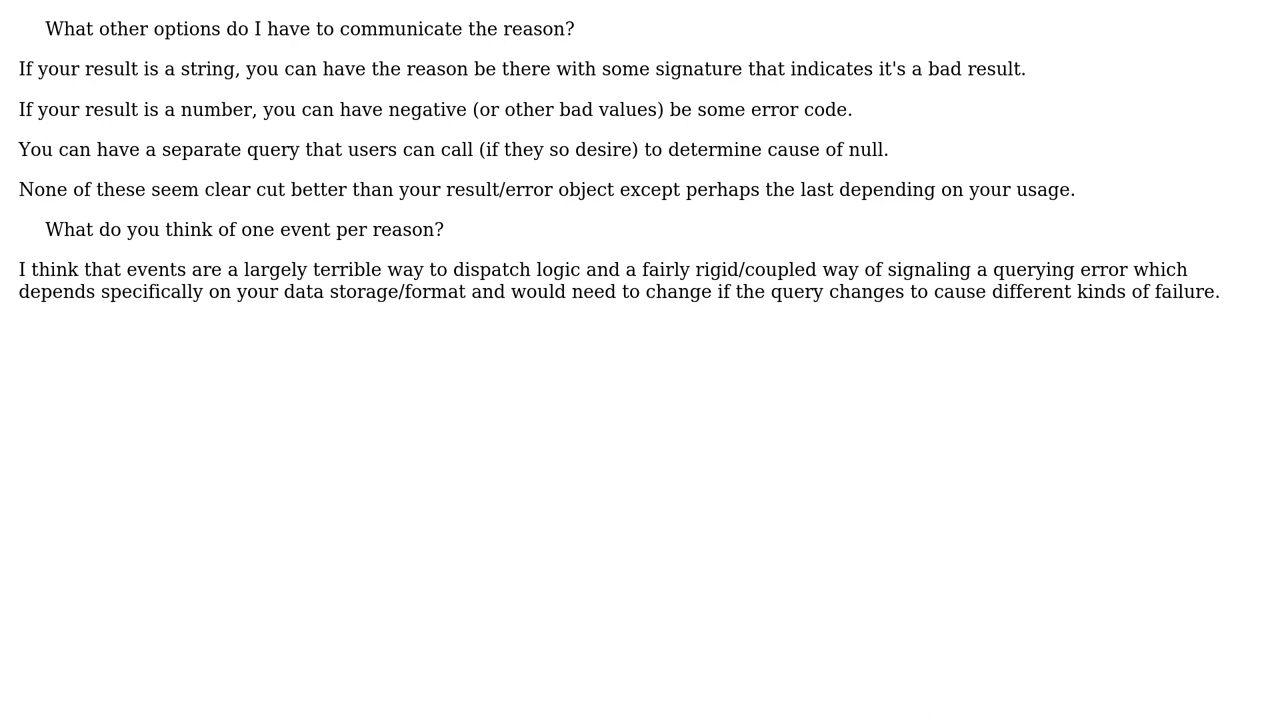 What other options do I have to communicate the reason?
If your result is a string, you can have the reason be there with some signature that indicates it's a bad result.
If your result is a number, you can have negative (or other bad values) be some error code.
You can have a separate query that users can call (if they so desire) to determine cause of null.
None of these seem clear cut better than your result/error object except perhaps the last depending on your usage.
What do you think of one event per reason?
I think that events are a largely terrible way to dispatch logic and a fairly rigid/coupled way of signaling a querying error which
depends specifically on your data storage/format and would need to change if the query changes to cause different kinds of failure.